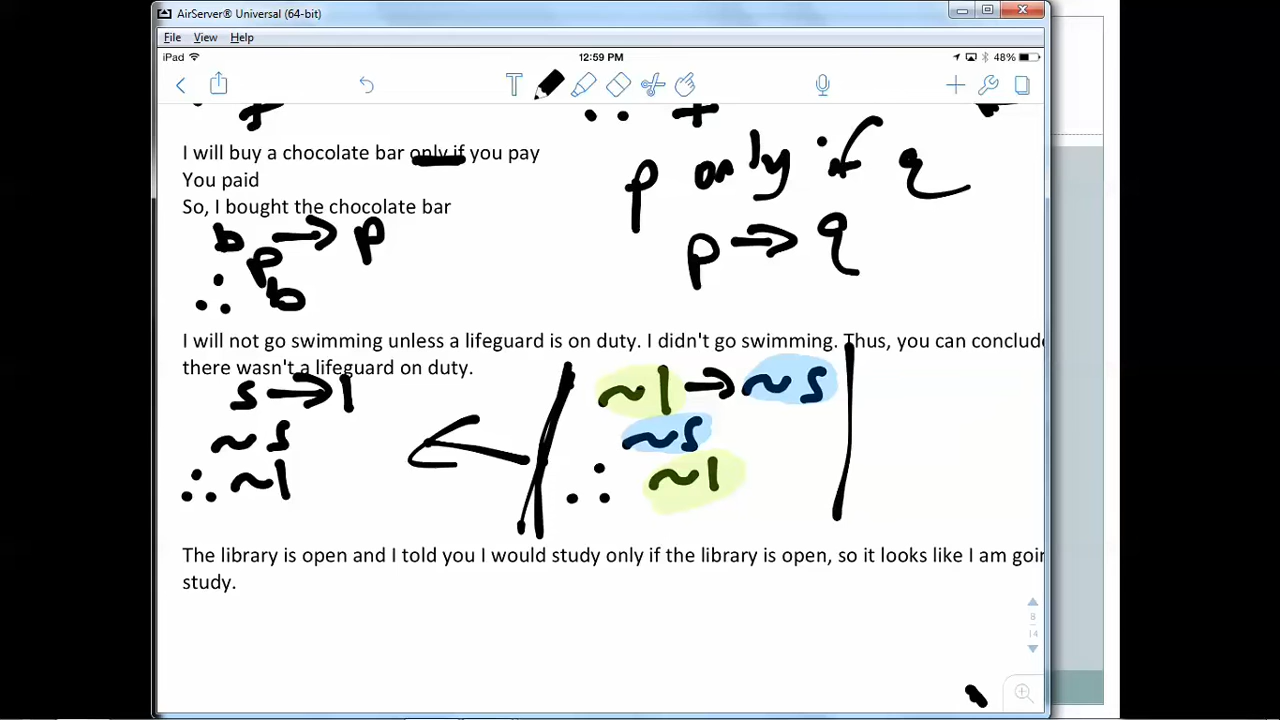 AirServer® Universal (64-bit)
File View Help
iPad 12:59 PM 48%
T
I will buy a chocolate bar only if you pay
You paid
So, I bought the chocolate bar
p only if q
p → q
b → p
p
∴ b
I will not go swimming unless a lifeguard is on duty. I didn't go swimming. Thus, you can conclude
there wasn't a lifeguard on duty.
s → l
~s
∴ ~l
~l → ~s
~s
∴ ~l
The library is open and I told you I would study only if the library is open, so it looks like I am goin
study.
8
14